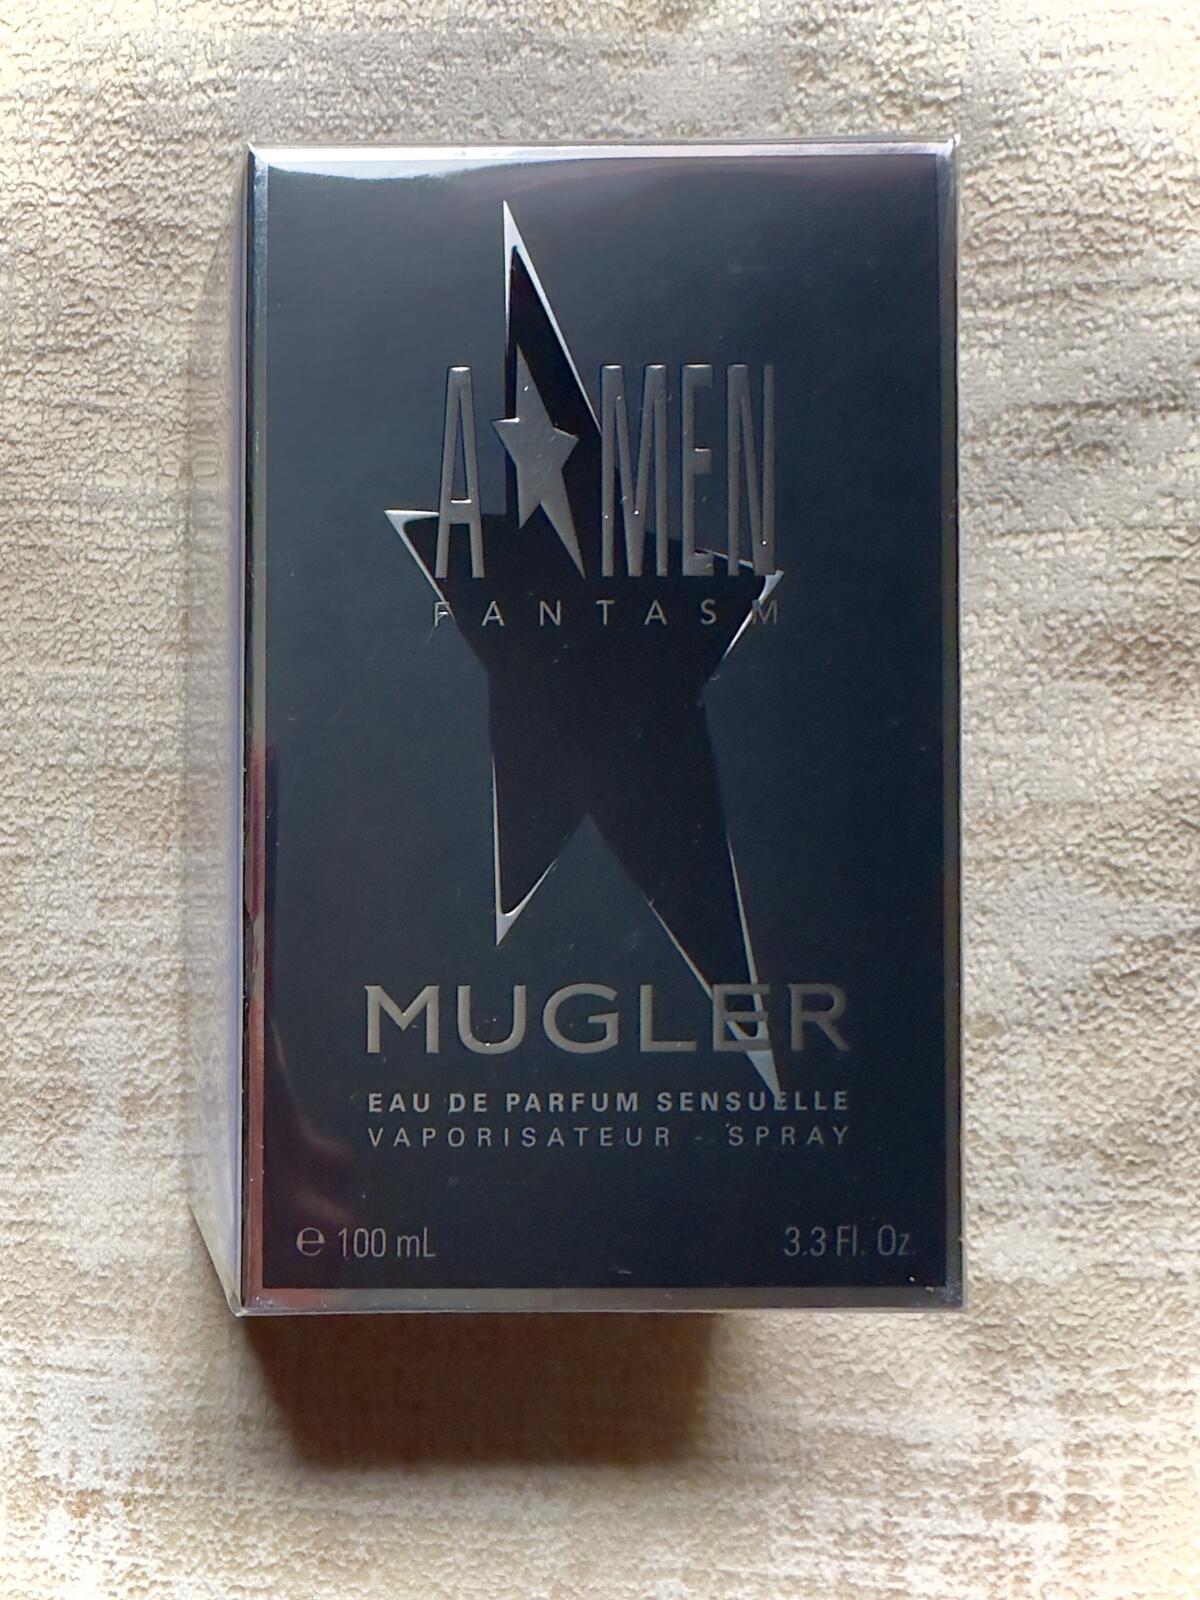 A★MEN
FANTASM
MUGLER
EAU DE PARFUM SENSUELLE
VAPORISATEUR - SPRAY
℮ 100 mL
3.3 Fl. Oz.